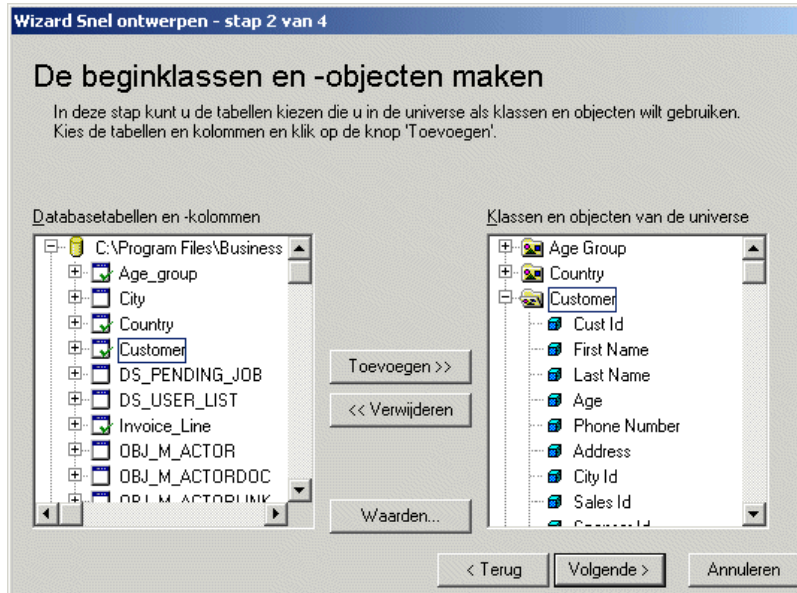 Wizard Snel ontwerpen - stap 2 van 4
De beginklassen en -objecten maken
In deze stap kunt u de tabellen kiezen die u in de universe als klassen en objecten wilt gebruiken.
Kies de tabellen en kolommen en klik op de knop 'Toevoegen'.
Databasetabellen en -kolommen
C:\Program Files\Business
Age_group
City
Country
Customer
DS_PENDING_JOB
DS_USER_LIST
Invoice_Line
OBJ_M_ACTOR
OBJ_M_ACTORDOC
OBJ_M_ACTORLINK
Toevoegen >>
<< Verwijderen
Waarden...
Klassen en objecten van de universe
Age Group
Country
Customer
Cust Id
First Name
Last Name
Age
Phone Number
Address
City Id
Sales Id
Sponsor Id
< Terug
Volgende >
Annuleren